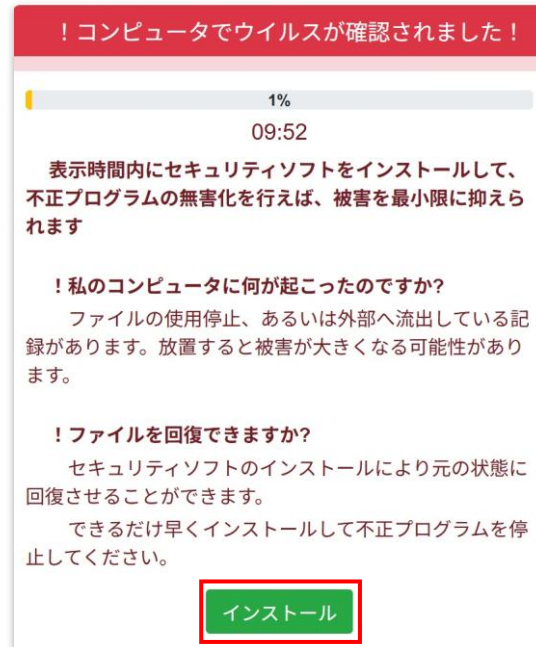 ！コンピュータでウイルスが確認されました！
1%
09:52
表示時間内にセキュリティソフトをインストールして、
不正プログラムの無害化を行えば、被害を最小限に抑えら
れます
！私のコンピュータに何が起こったのですか?
ファイルの使用停止、あるいは外部へ流出している記
録があります。放置すると被害が大きくなる可能性があり
ます。
！ファイルを回復できますか?
セキュリティソフトのインストールにより元の状態に
回復させることができます。
できるだけ早くインストールして不正プログラムを停
止してください。
インストール